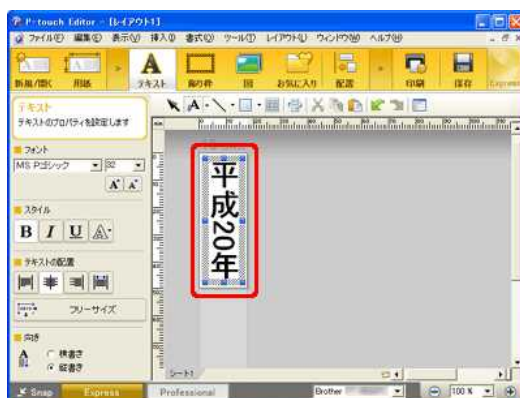 P-touch Editor - [レイアウト1]
ファイル(F) 編集(E) 表示(V) 挿入(I) 書式(O) ツール(T) レイアウト(L) ウィンドウ(W) ヘルプ(H)
新規/開く 用紙 テキスト 飾り枠 図 お気に入り 配置 印刷 保存 Express
テキスト
テキストのプロパティを設定します
フォント
MS Pゴシック 32
スタイル
B I U A
テキストの配置
フリーサイズ
向き
横書き
縦書き
平成20年
シート1
Snap Express Professional Brother 100 %